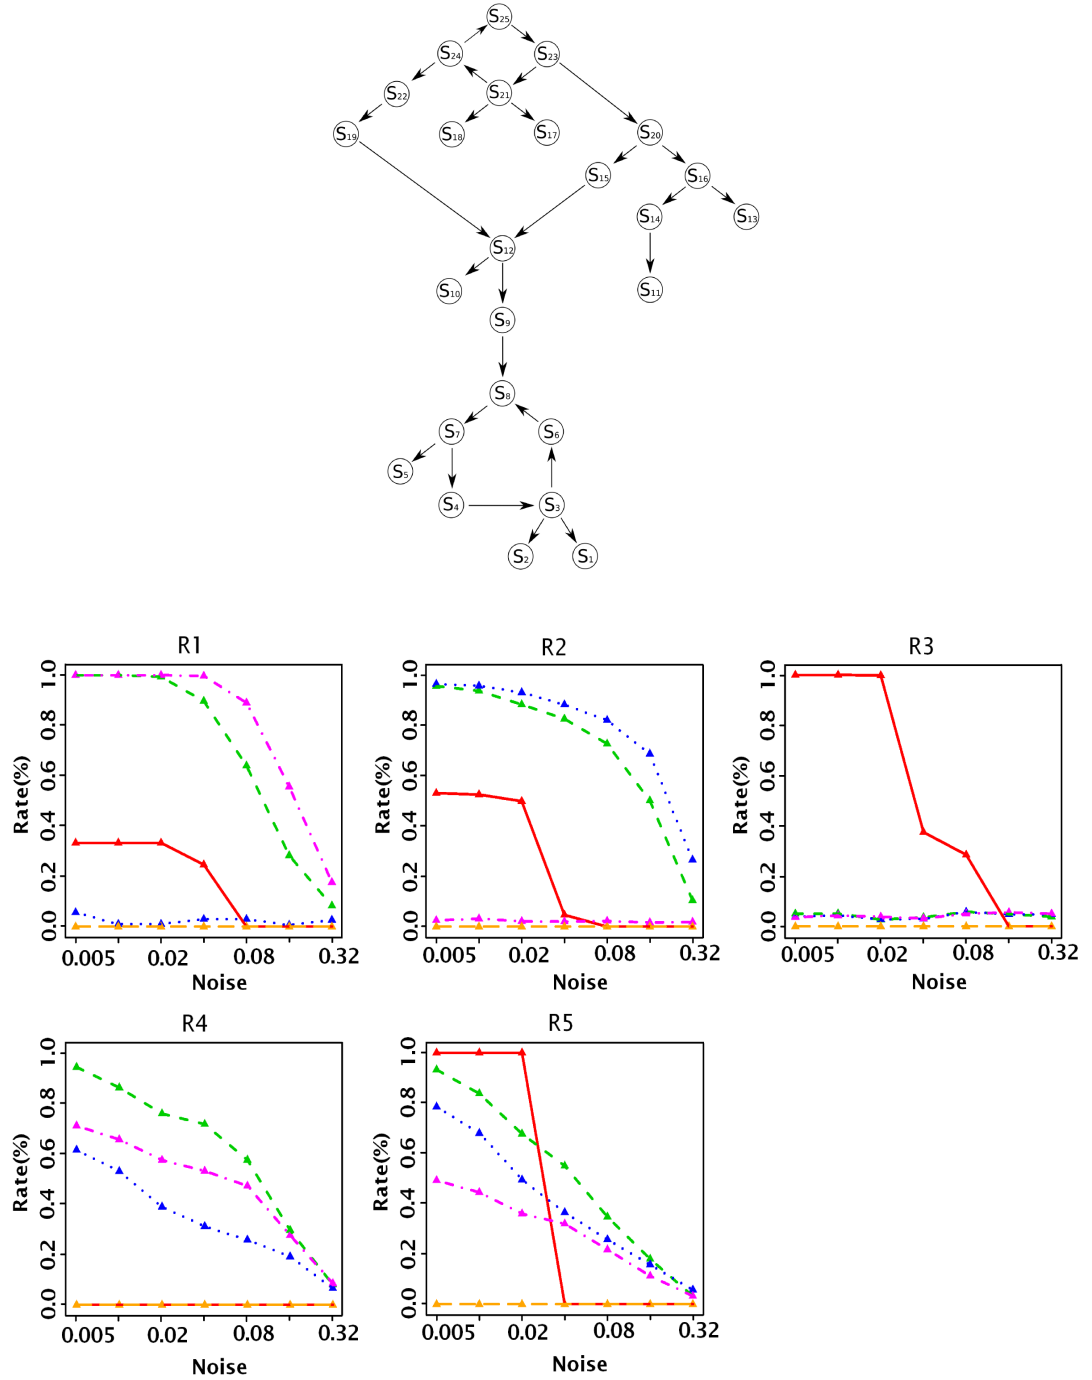 S25
S24 S23
S22 S21
S19 S18 S17 S20
S15 S16
S14 S13
S12
S10 S11
S9
S8
S7 S6
S5
S4 S3
S2 S1
R1
Rate(%)
0.0 0.2 0.4 0.6 0.8 1.0
0.005 0.02 0.08 0.32
Noise
R2
Rate(%)
0.0 0.2 0.4 0.6 0.8 1.0
0.005 0.02 0.08 0.32
Noise
R3
Rate(%)
0.0 0.2 0.4 0.6 0.8 1.0
0.005 0.02 0.08 0.32
Noise
R4
Rate(%)
0.0 0.2 0.4 0.6 0.8 1.0
0.005 0.02 0.08 0.32
Noise
R5
Rate(%)
0.0 0.2 0.4 0.6 0.8 1.0
0.005 0.02 0.08 0.32
Noise